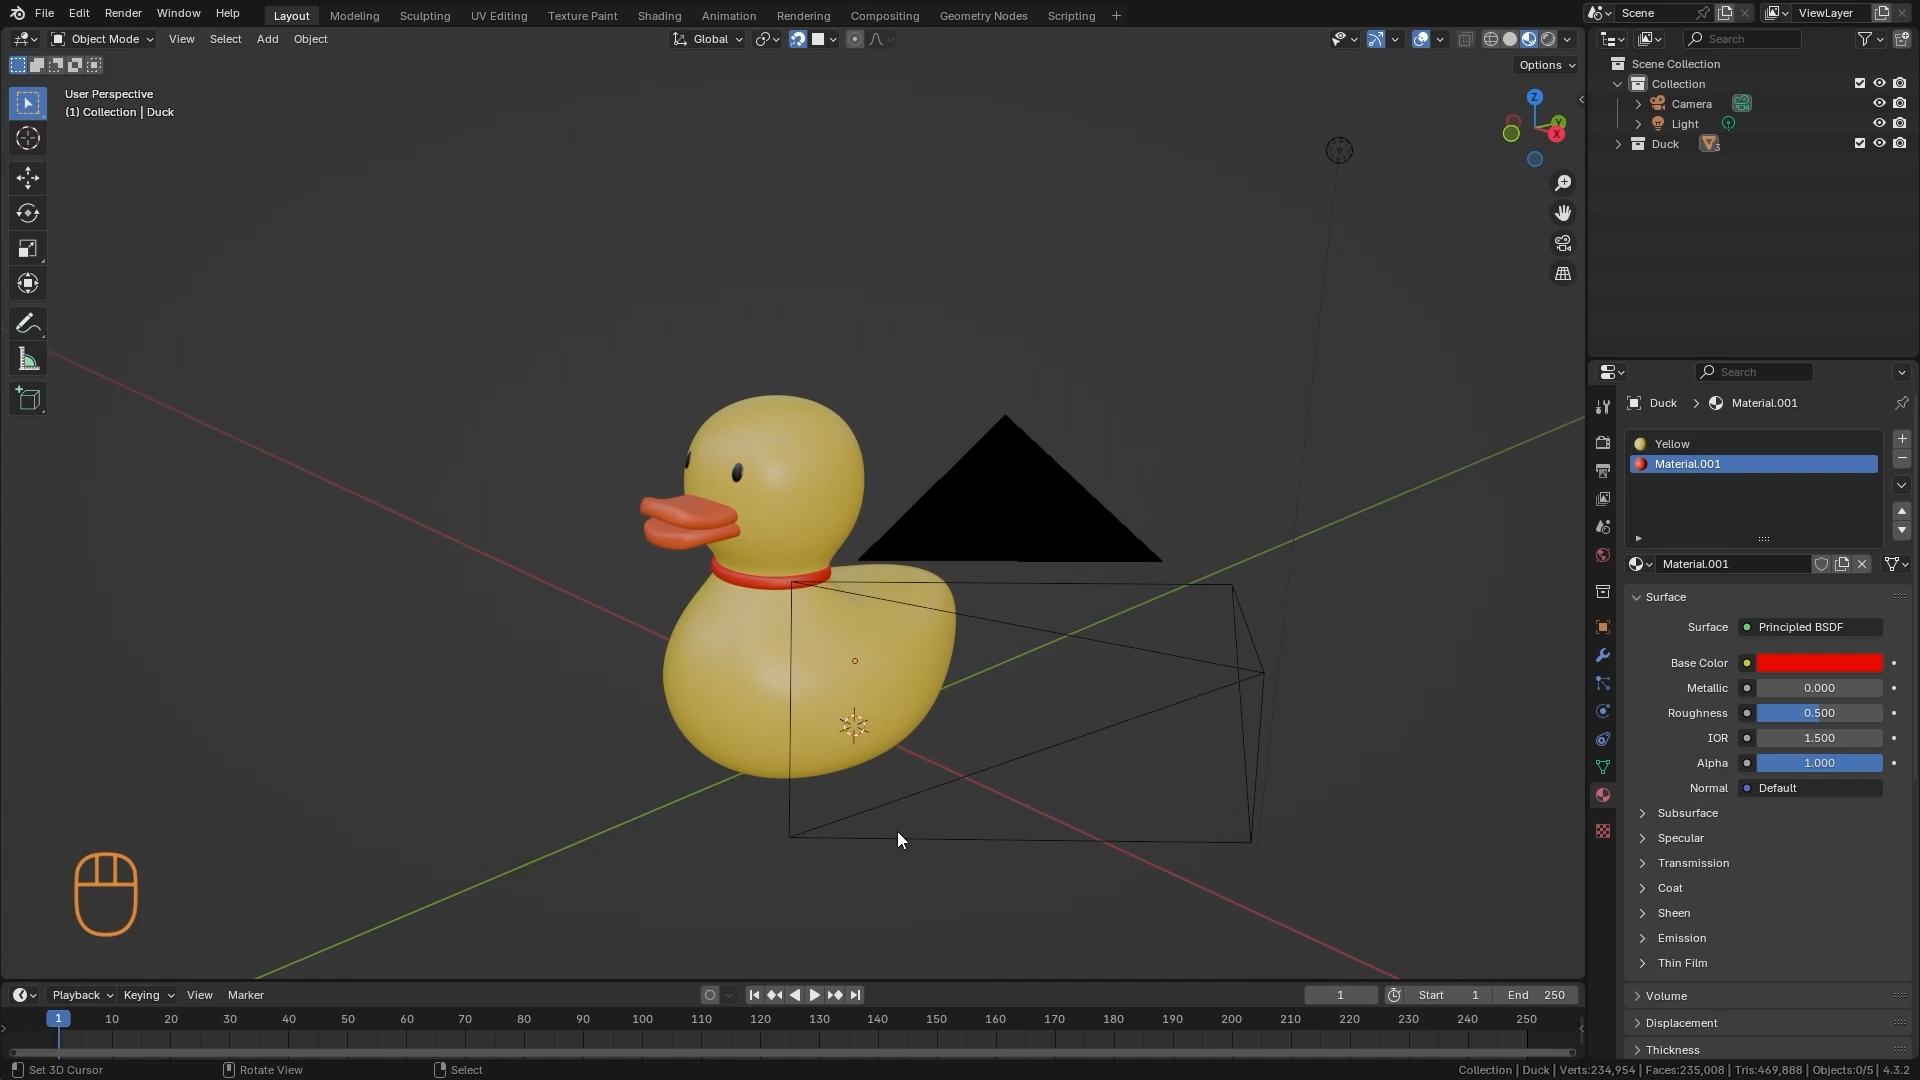 File Edit Render Window Help Layout Modeling Sculpting UV Editing Texture Paint Shading Animation Rendering Compositing Geometry Nodes Scripting + Scene ViewLayer
Object Mode View Select Add Object Global Search
Options
User Perspective
(1) Collection | Duck
Z
Y
X
Scene Collection
Collection
Camera
Light
Duck 3
Search
Duck > Material.001
Yellow
Material.001
Material.001
Surface
Surface Principled BSDF
Base Color
Metallic 0.000
Roughness 0.500
IOR 1.500
Alpha 1.000
Normal Default
Subsurface
Specular
Transmission
Coat
Sheen
Emission
Thin Film
Volume
Displacement
Thickness
Playback Keying View Marker 1 Start 1 End 250
1 10 20 30 40 50 60 70 80 90 100 110 120 130 140 150 160 170 180 190 200 210 220 230 240 250
Set 3D Cursor Rotate View Select Collection | Duck | Verts:234,954 | Faces:235,008 | Tris:469,888 | Objects:0/5 | 4.3.2